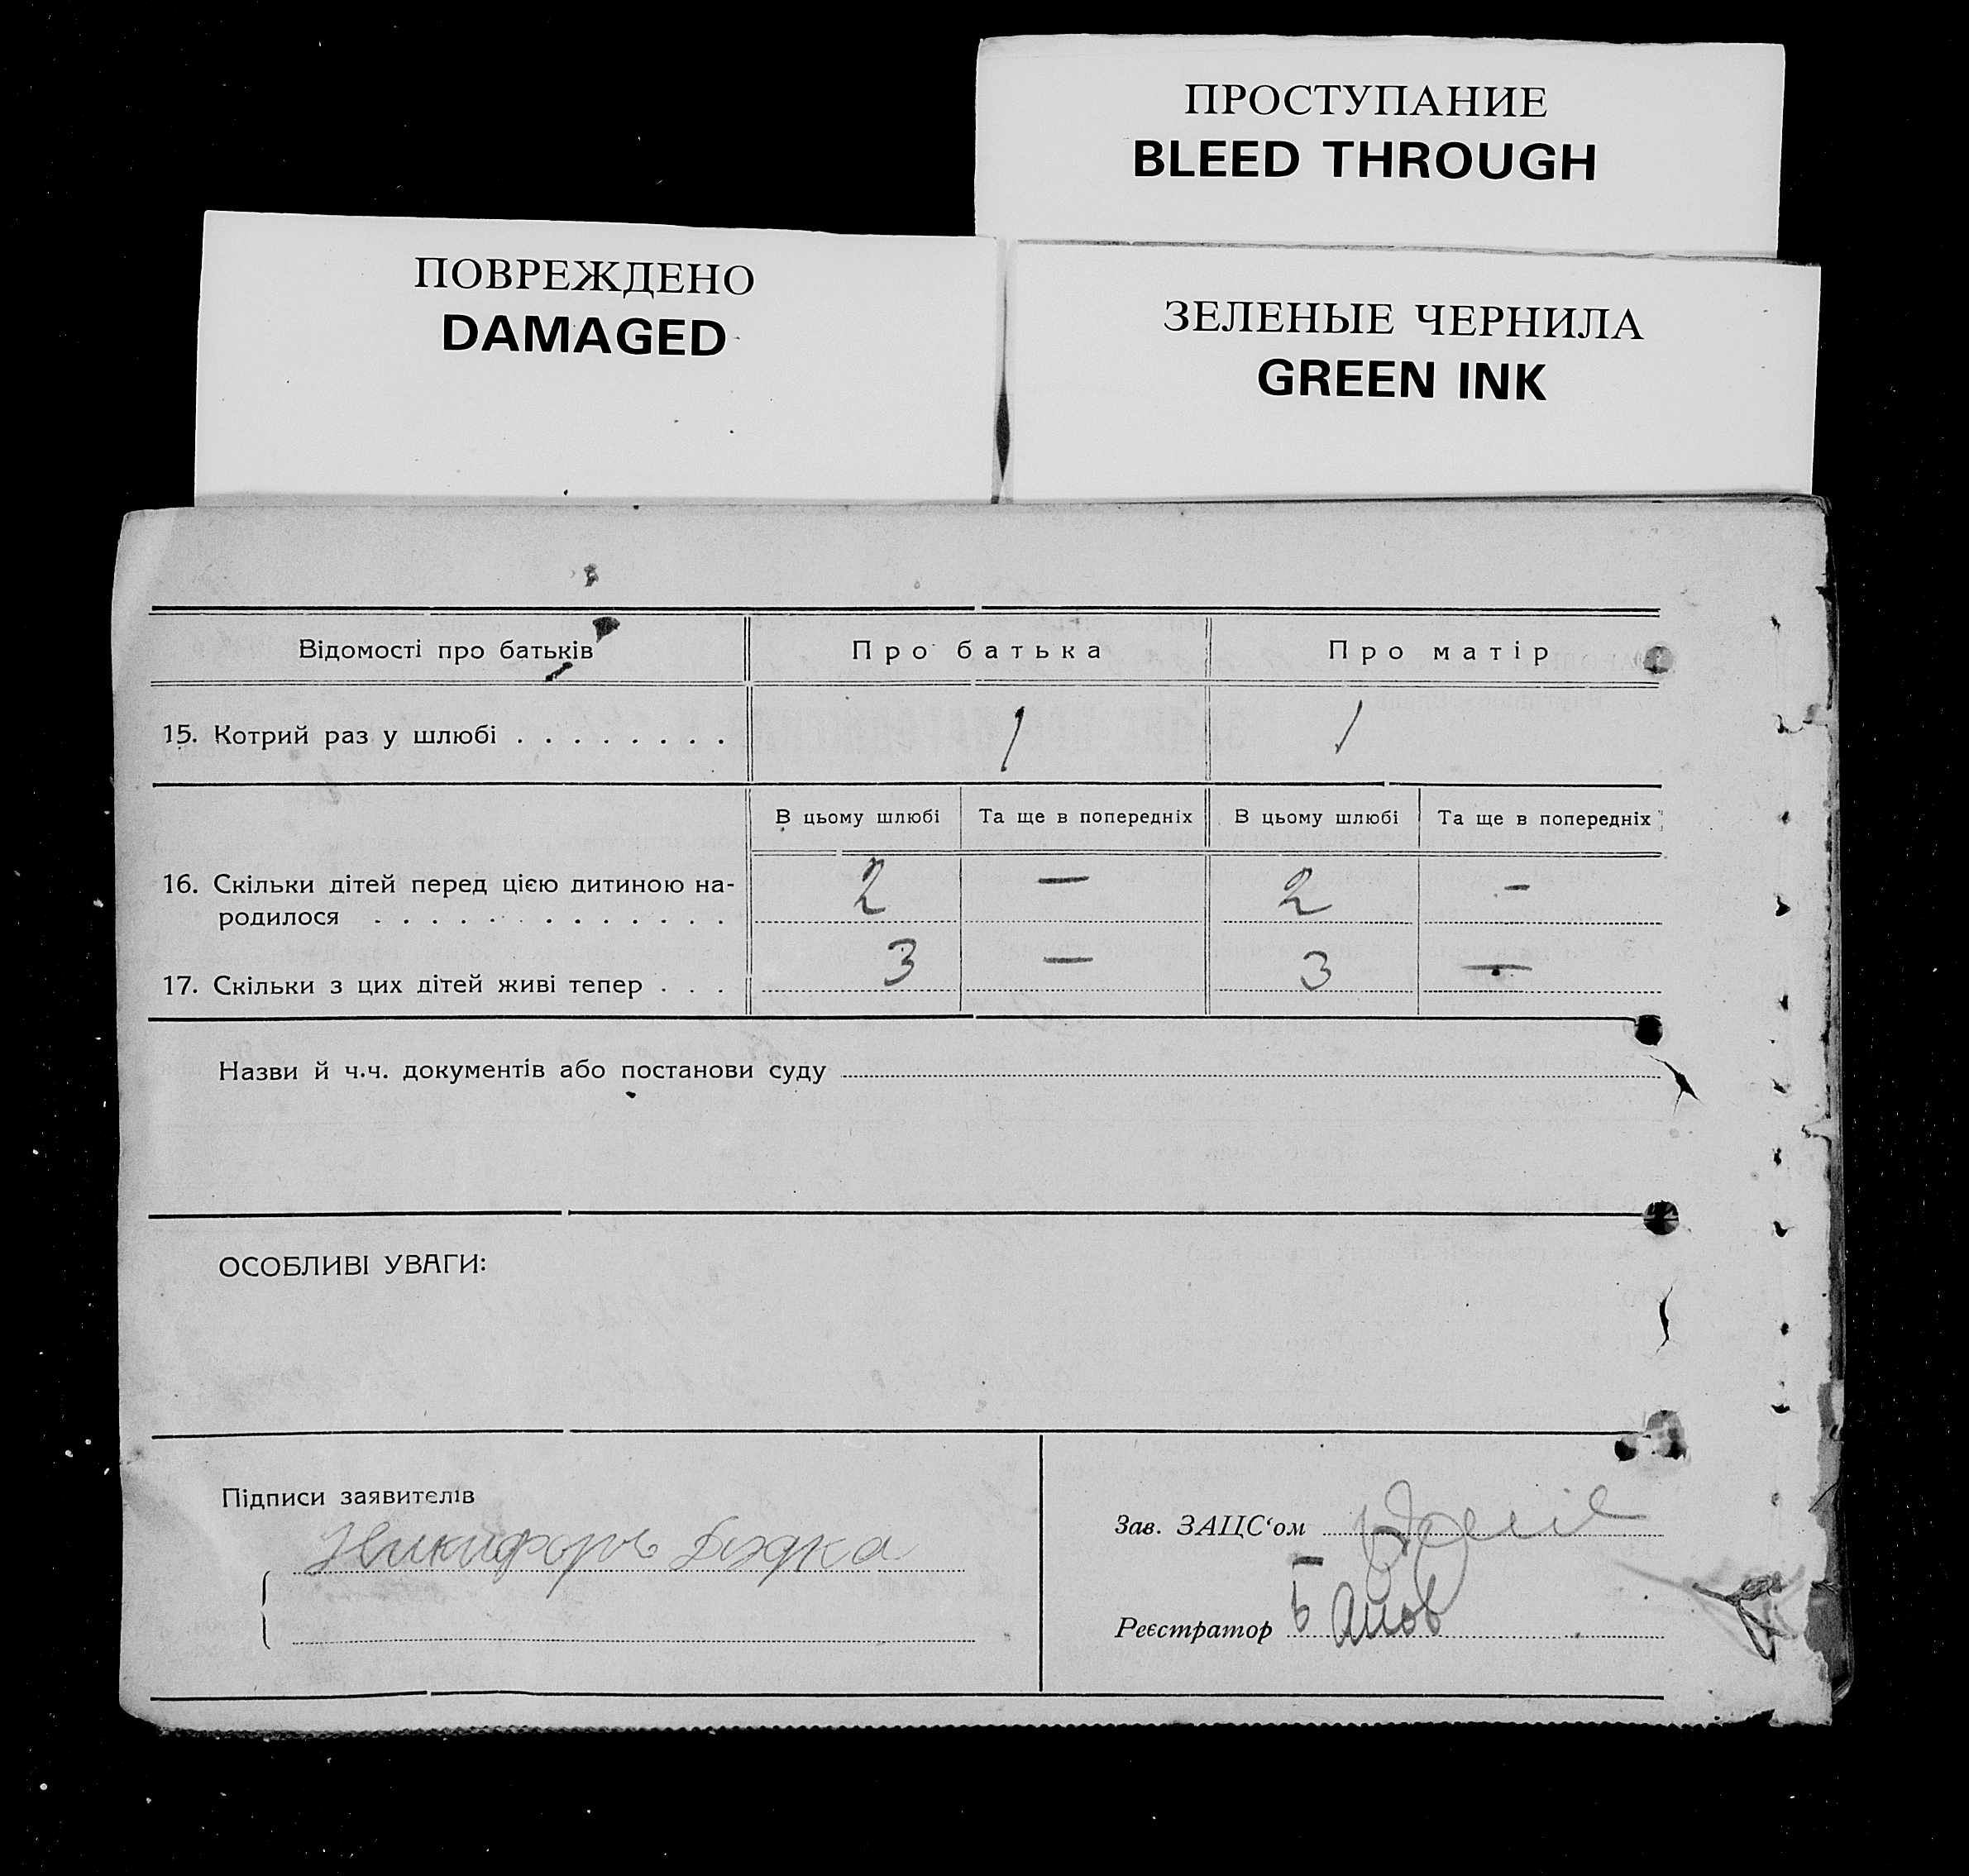 ПРОСТУПАНИЕ
BLEED THROUGH
ПОВРЕЖДЕНО
DAMAGED
ЗЕЛЕНЫЕ ЧЕРНИЛА
GREEN INK
Відомості про батьків
Про батька
Про матір
15. Котрий раз у шлюбі . . . . . . . .
1
1
В цьому шлюбі
Та ще в попередніх
В цьому шлюбі
Та ще в попередніх
16. Скільки дітей перед цією дитиною на-
родилося . . . . . . . . . . . . .
2
—
2
—
17. Скільки з цих дітей живі тепер . . .
3
—
3
—
Назви й ч.ч. документів або постанови суду
ОСОБЛИВІ УВАГИ:
Підписи заявителів
Никифоръ
Зав. ЗАЦС‘ом
Реєстратор